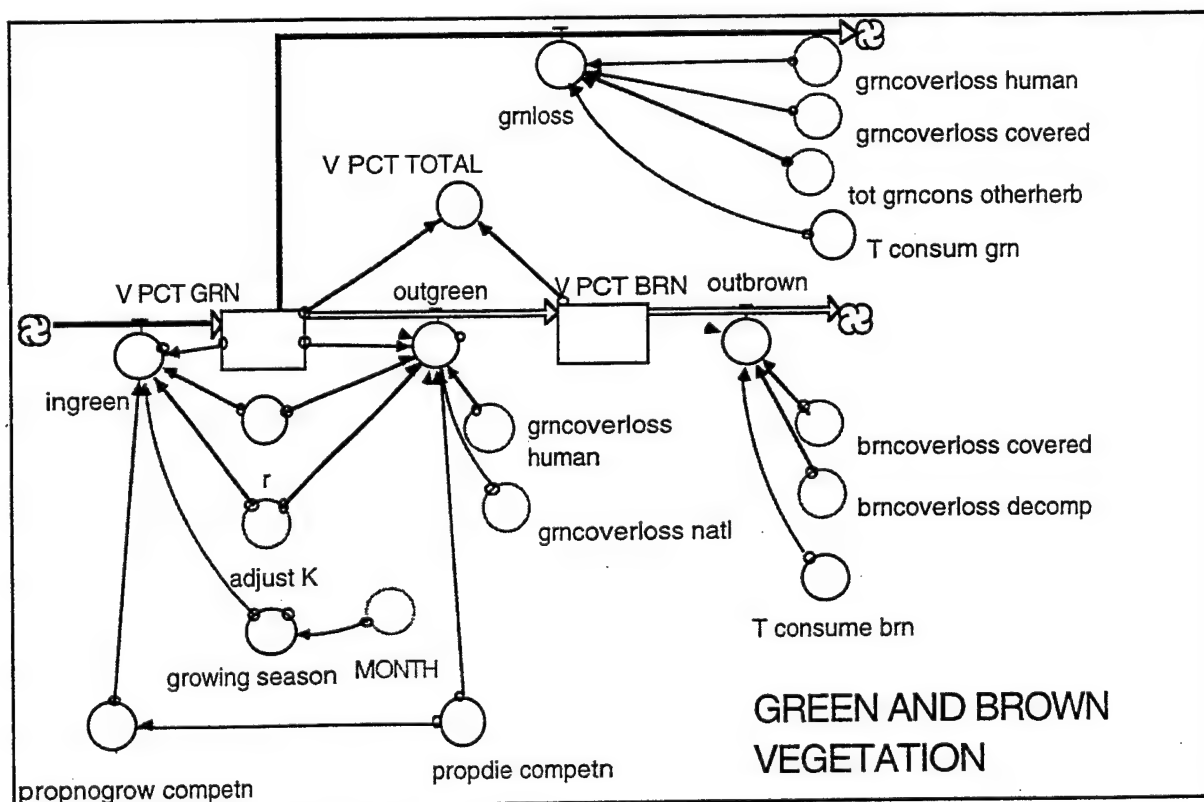 grncoverloss human
grnloss
grncoverloss covered
V PCT TOTAL
tot grncons otherherb
T consum grn
V PCT GRN
outgreen
V PCT BRN
outbrown
ingreen
grncoverloss
human
brncoverloss covered
r
brncoverloss decomp
grncoverloss natl
adjust K
T consume brn
growing season
MONTH
GREEN AND BROWN
VEGETATION
propdie competn
propnogrow competn